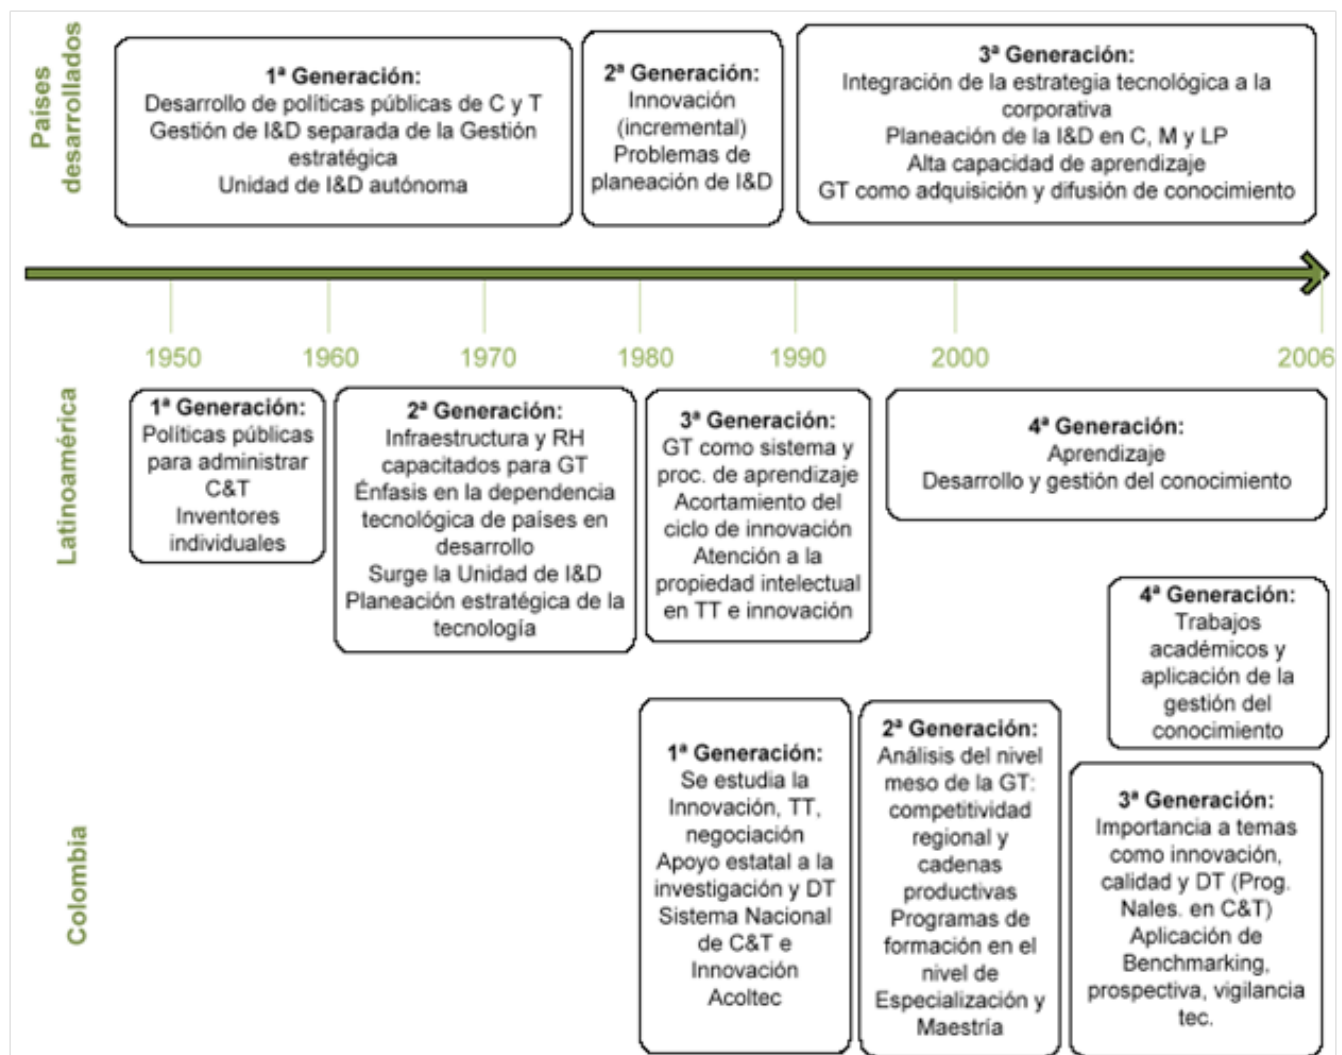 Países
desarrollados
1ª Generación:
Desarrollo de políticas públicas de C y T
Gestión de I&D separada de la Gestión
estratégica
Unidad de I&D autónoma
2ª Generación:
Innovación
(incremental)
Problemas de
planeación de I&D
3ª Generación:
Integración de la estrategia tecnológica a la
corporativa
Planeación de la I&D en C, M y LP
Alta capacidad de aprendizaje
GT como adquisición y difusión de conocimiento
1950
1960
1970
1980
1990
2000
2006
Latinoamérica
1ª Generación:
Políticas públicas
para administrar
C&T
Inventores
individuales
2ª Generación:
Infraestructura y RH
capacitados para GT
Énfasis en la dependencia
tecnológica de países en
desarrollo
Surge la Unidad de I&D
Planeación estratégica de la
tecnología
3ª Generación:
GT como sistema y
proc. de aprendizaje
Acortamiento del
ciclo de innovación
Atención a la
propiedad intelectual
en TT e innovación
4ª Generación:
Aprendizaje
Desarrollo y gestión del conocimiento
Colombia
1ª Generación:
Se estudia la
Innovación, TT,
negociación
Apoyo estatal a la
investigación y DT
Sistema Nacional
de C&T e
Innovación
Acoltec
2ª Generación:
Análisis del nivel
meso de la GT:
competitividad
regional y
cadenas
productivas
Programas de
formación en el
nivel de
Especialización y
Maestría
4ª Generación:
Trabajos
académicos y
aplicación de la
gestión del
conocimiento
3ª Generación:
Importancia a temas
como innovación,
calidad y DT (Prog.
Nales. en C&T)
Aplicación de
Benchmarking,
prospectiva, vigilancia
tec.